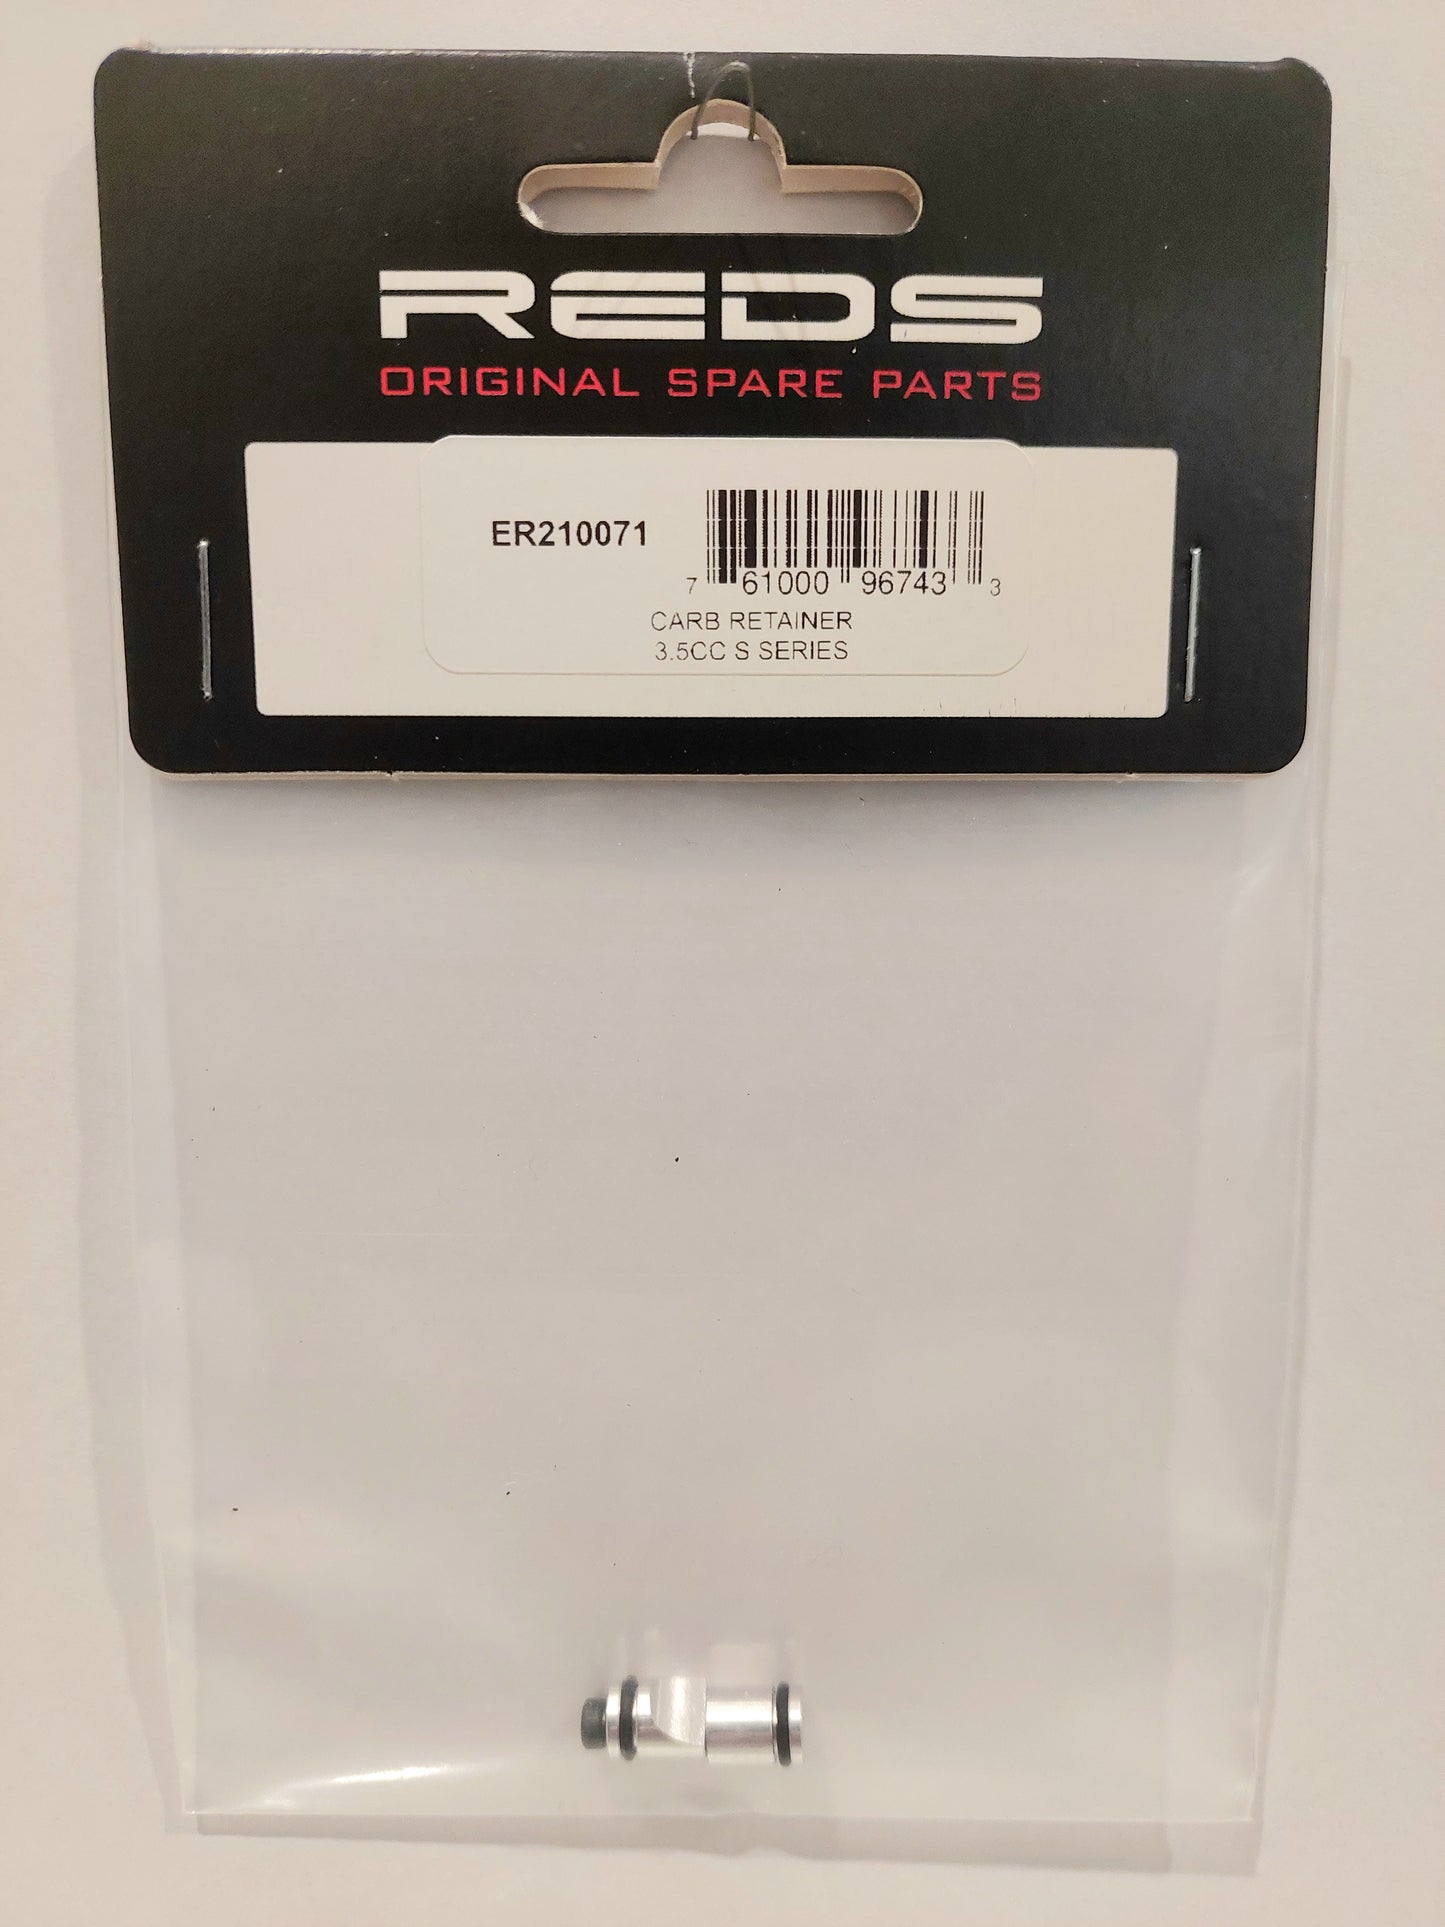 REDS
ORIGINAL SPARE PARTS
ER210071
7 61000 96743 3
CARB RETAINER
3.5CC S SERIES